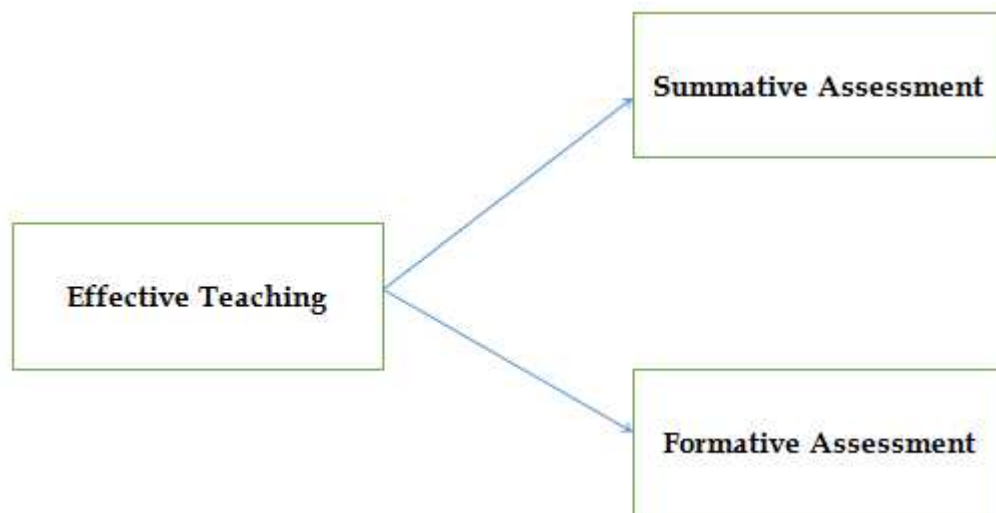 Summative Assessment
Effective Teaching
Formative Assessment